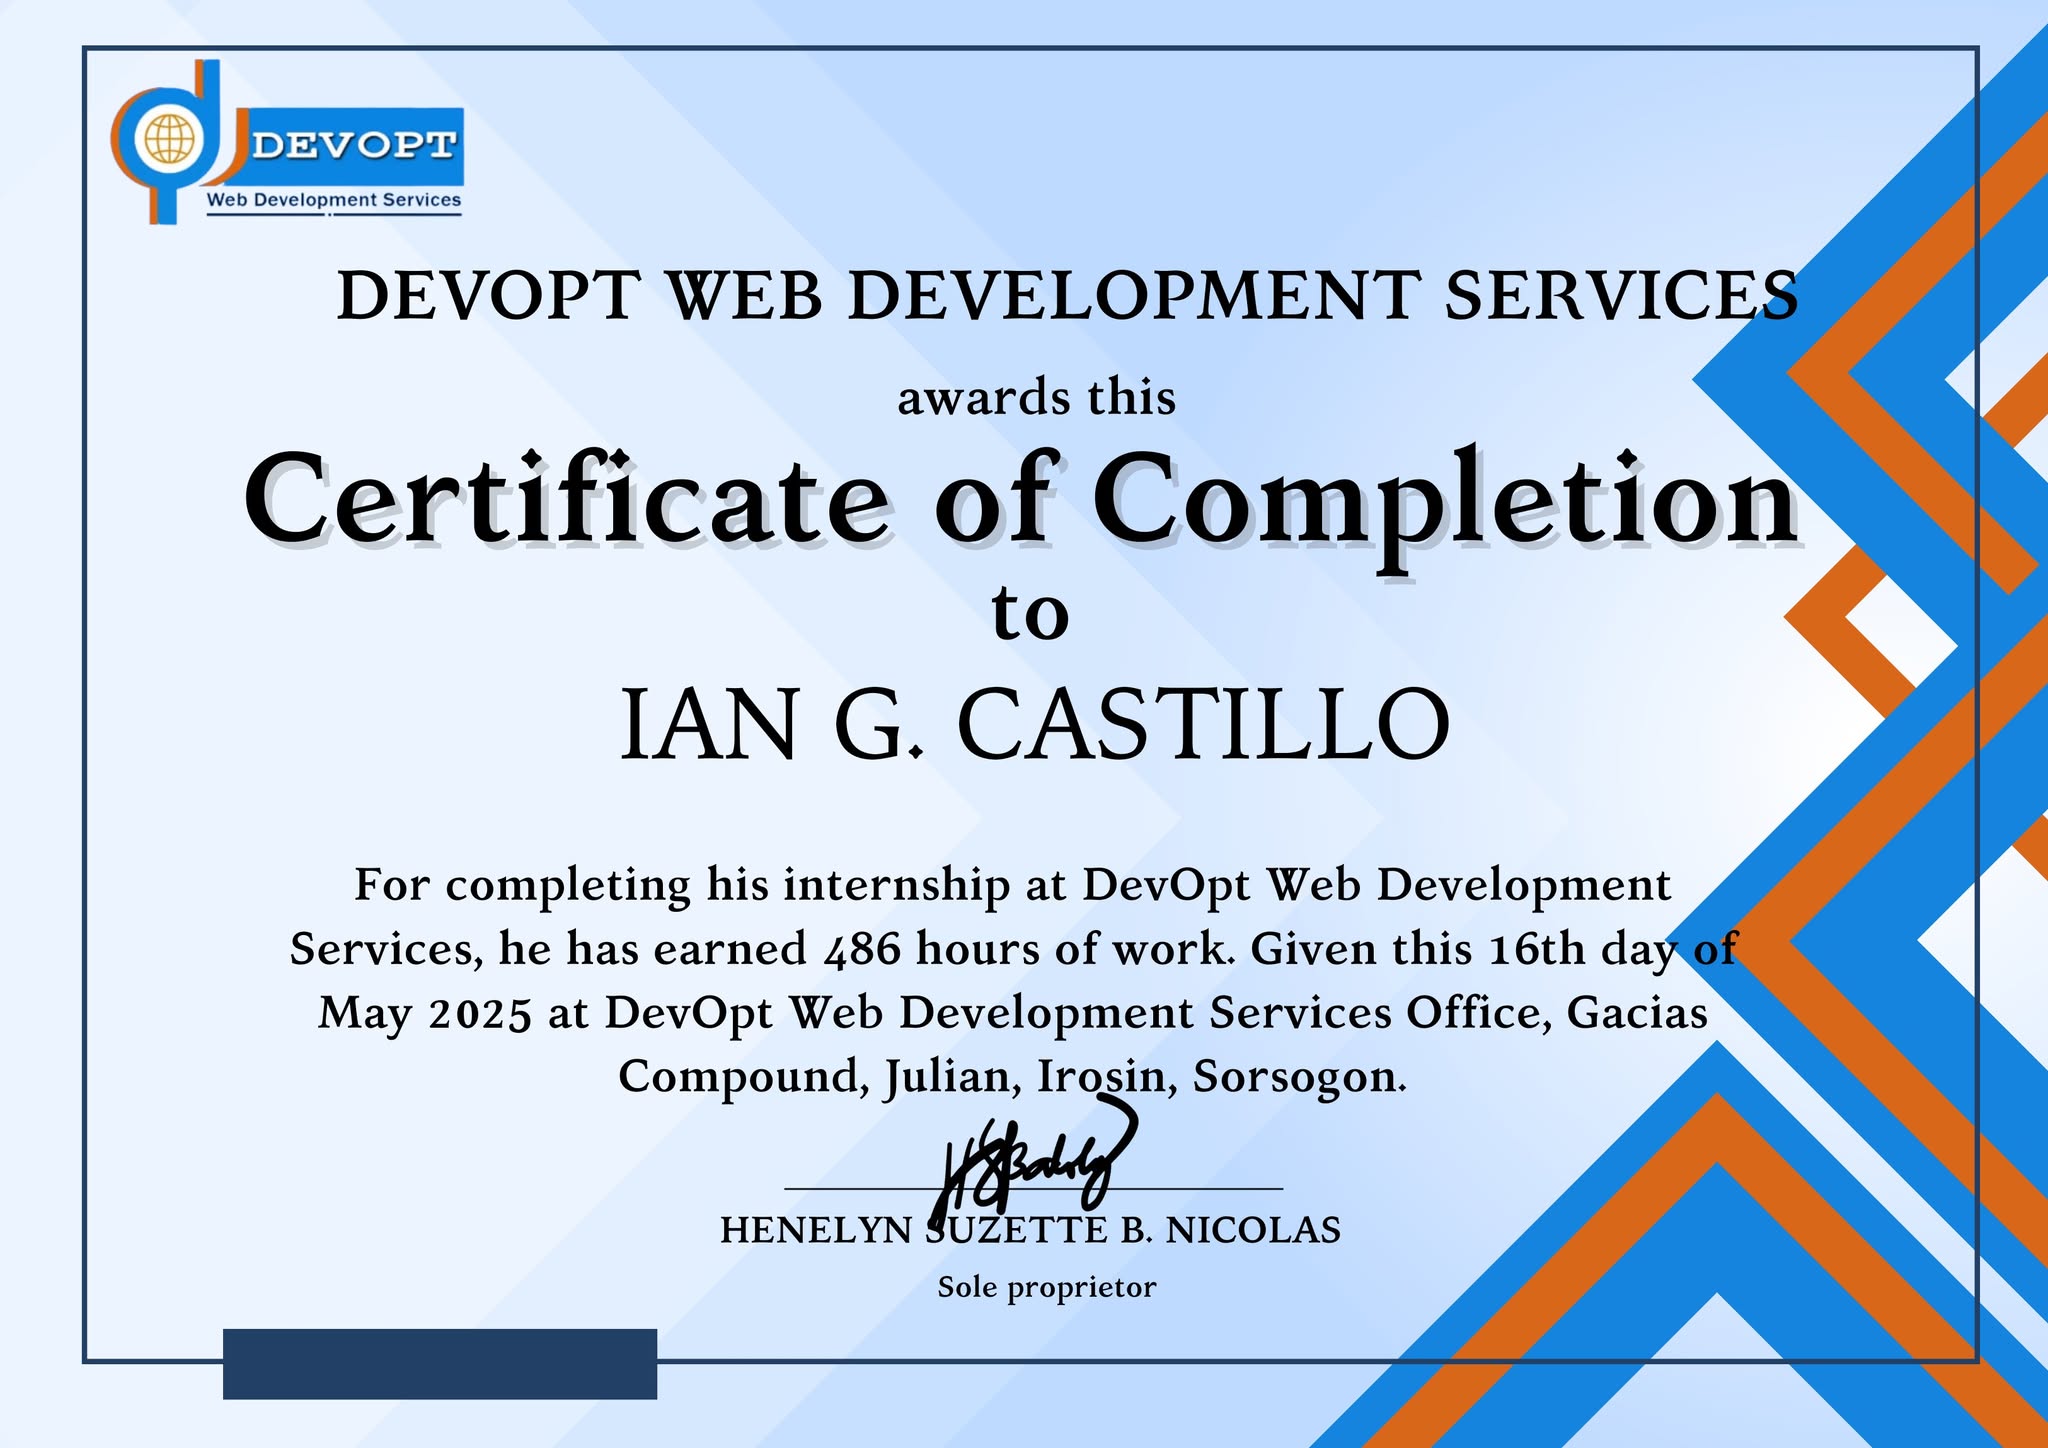 DEVOPT
Web Development Services
DEVOPT WEB DEVELOPMENT SERVICES
awards this
Certificate of Completion
to
IAN G. CASTILLO
For completing his internship at DevOpt Web Development
Services, he has earned 486 hours of work. Given this 16th day of
May 2025 at DevOpt Web Development Services Office, Gacias
Compound, Julian, Irosin, Sorsogon.
HENELYN SUZETTE B. NICOLAS
Sole proprietor